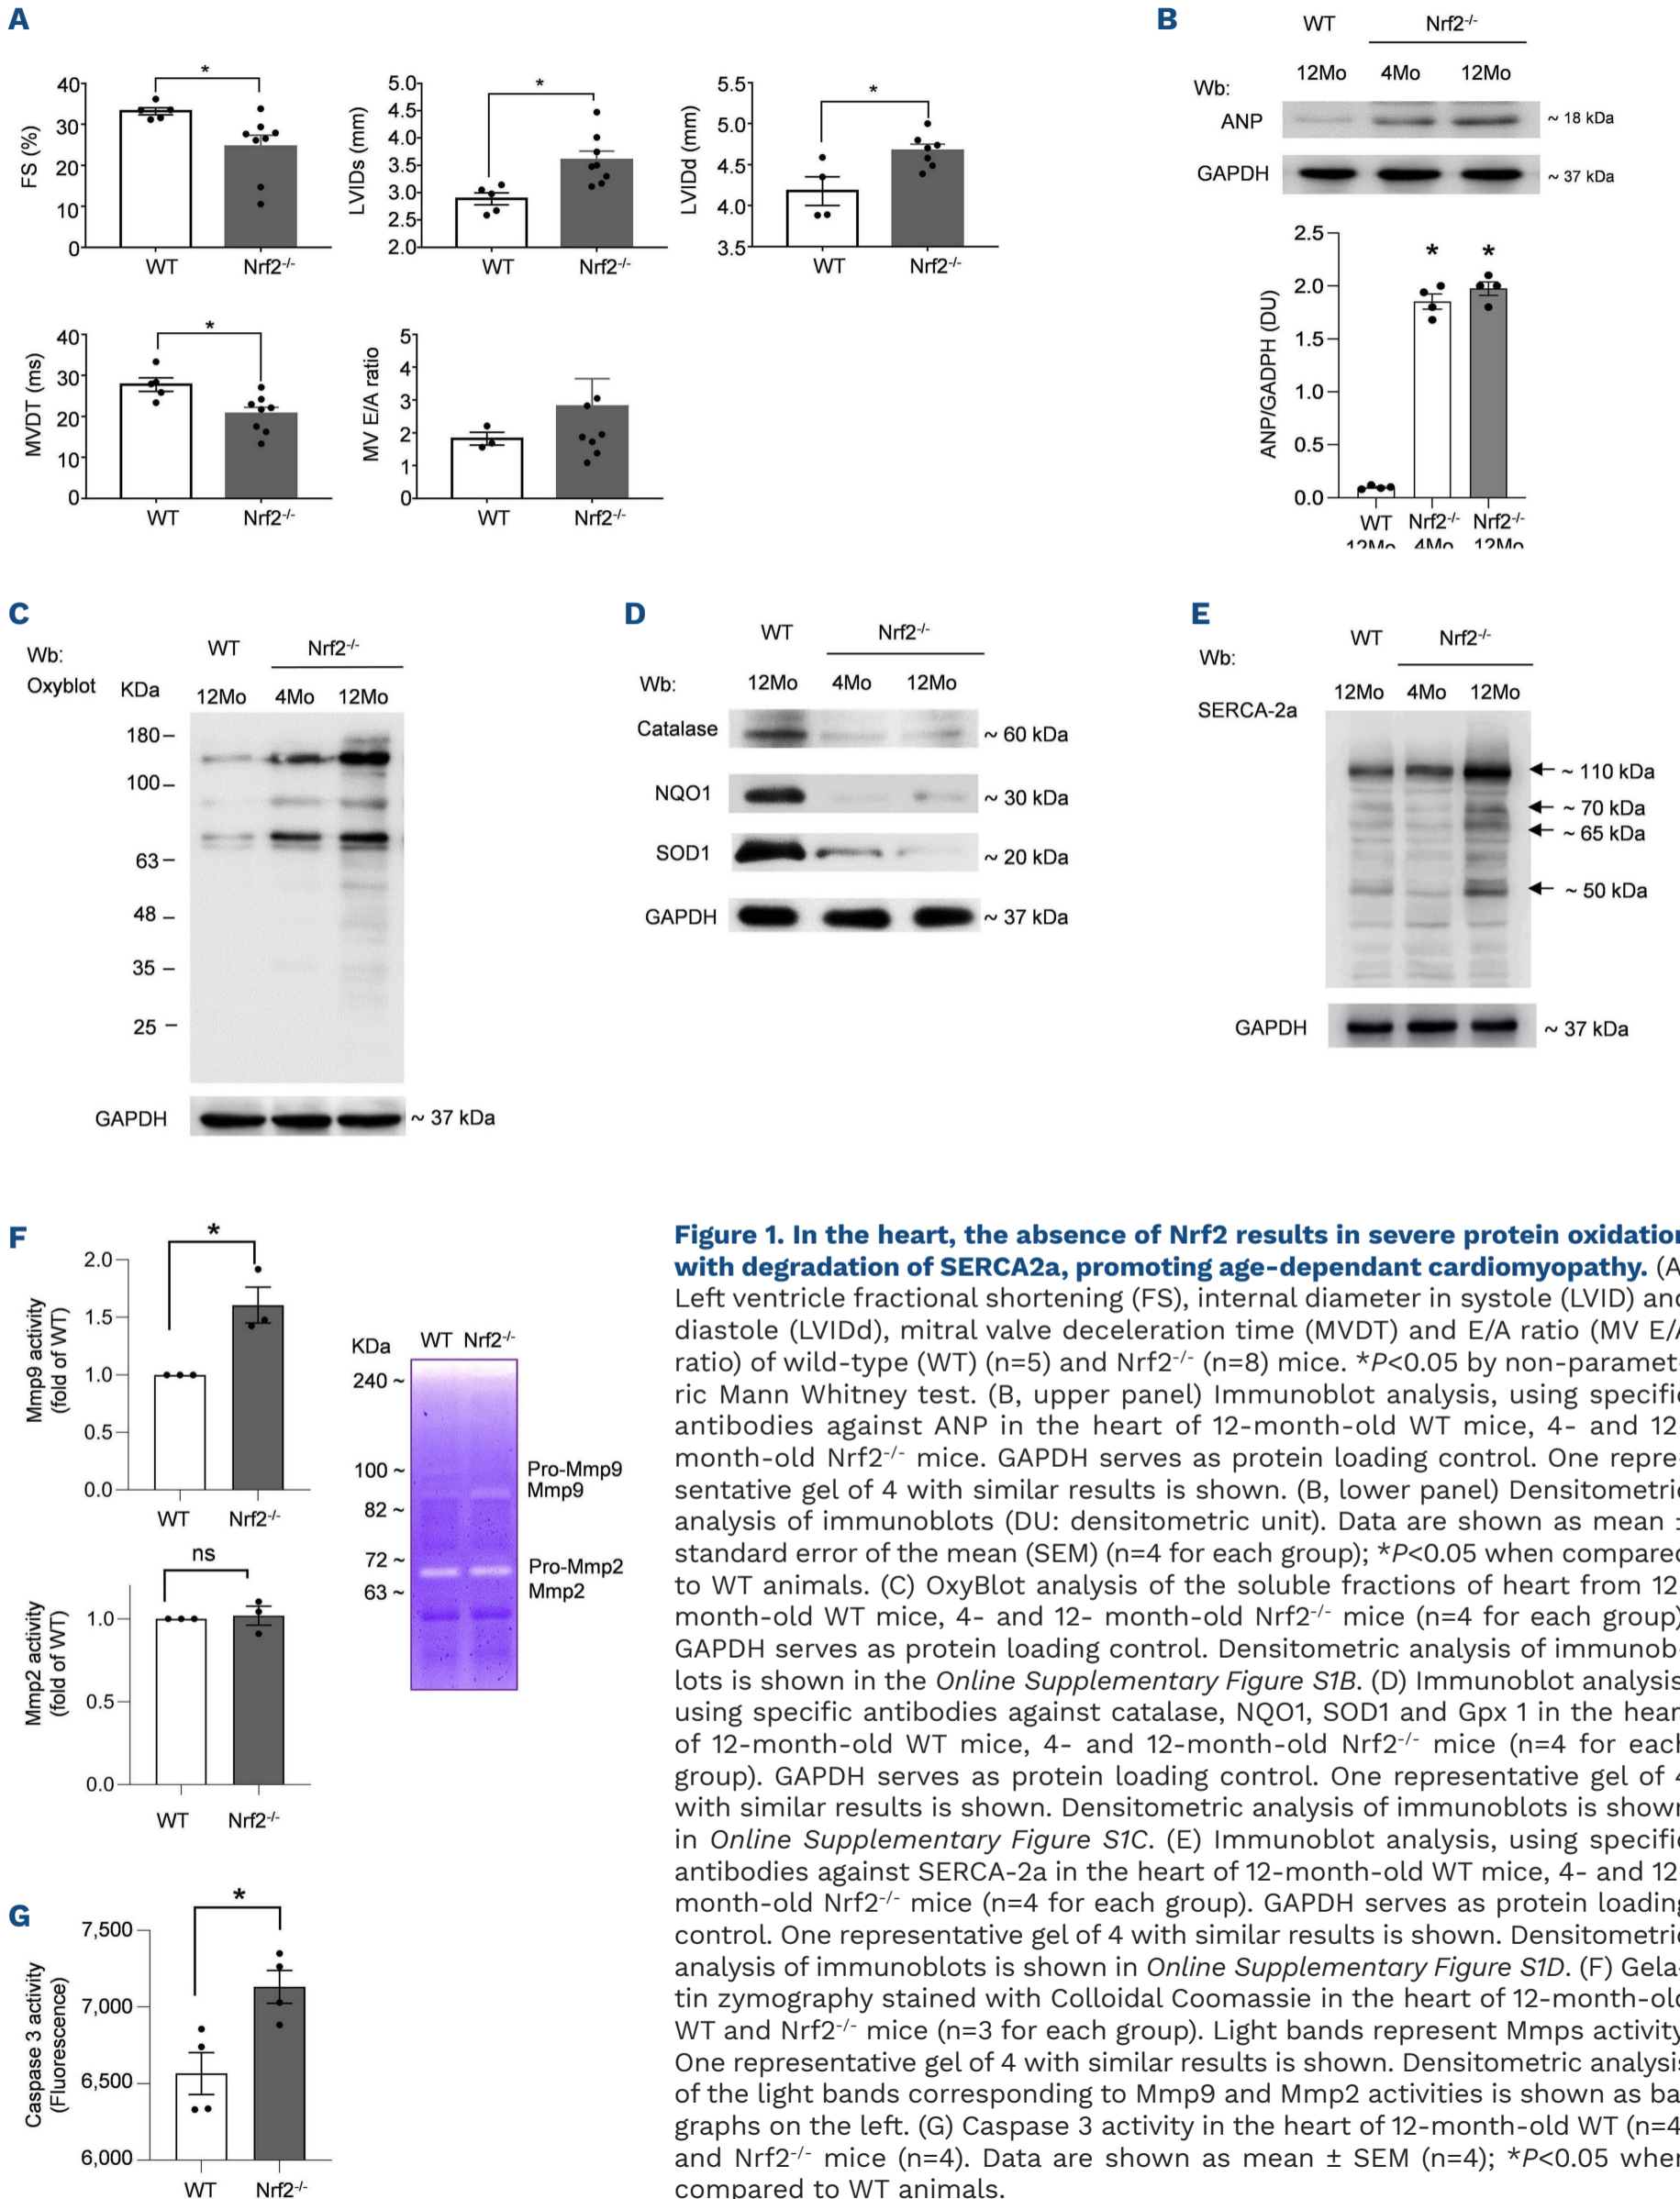 A
FS (%)
40
30
20
10
0
*
WT
Nrf2-/-
LVIDs (mm)
5.0
4.5
4.0
3.5
3.0
2.5
2.0
*
WT
Nrf2-/-
LVIDd (mm)
5.5
5.0
4.5
4.0
3.5
*
WT
Nrf2-/-
MVDT (ms)
40
30
20
10
0
*
WT
Nrf2-/-
MV E/A ratio
5
4
3
2
1
0
WT
Nrf2-/-
B
WT
Nrf2-/-
12Mo
4Mo
12Mo
Wb:
ANP
~ 18 kDa
GAPDH
~ 37 kDa
ANP/GADPH (DU)
2.5
2.0
1.5
1.0
0.5
0.0
*
*
WT
Nrf2-/-
Nrf2-/-
12Mo
4Mo
12Mo
C
Wb:
Oxyblot
KDa
WT
Nrf2-/-
12Mo
4Mo
12Mo
180
100
63
48
35
25
GAPDH
~ 37 kDa
D
WT
Nrf2-/-
Wb:
12Mo
4Mo
12Mo
Catalase
~ 60 kDa
NQO1
~ 30 kDa
SOD1
~ 20 kDa
GAPDH
~ 37 kDa
E
WT
Nrf2-/-
Wb:
12Mo
4Mo
12Mo
SERCA-2a
~ 110 kDa
~ 70 kDa
~ 65 kDa
~ 50 kDa
GAPDH
~ 37 kDa
F
Mmp9 activity
(fold of WT)
2.0
1.5
1.0
0.5
0.0
*
WT
Nrf2-/-
Mmp2 activity
(fold of WT)
ns
1.0
0.5
0.0
WT
Nrf2-/-
KDa
WT
Nrf2-/-
240 ~
100 ~
82 ~
72 ~
63 ~
Pro-Mmp9
Mmp9
Pro-Mmp2
Mmp2
G
Caspase 3 activity
(Fluorescence)
7,500
7,000
6,500
6,000
*
WT
Nrf2-/-
Figure 1. In the heart, the absence of Nrf2 results in severe protein oxidation
with degradation of SERCA2a, promoting age-dependant cardiomyopathy. (A
Left ventricle fractional shortening (FS), internal diameter in systole (LVID) and
diastole (LVIDd), mitral valve deceleration time (MVDT) and E/A ratio (MV E/A
ratio) of wild-type (WT) (n=5) and Nrf2-/- (n=8) mice. *P<0.05 by non-paramet-
ric Mann Whitney test. (B, upper panel) Immunoblot analysis, using specific
antibodies against ANP in the heart of 12-month-old WT mice, 4- and 12-
month-old Nrf2-/- mice. GAPDH serves as protein loading control. One repre-
sentative gel of 4 with similar results is shown. (B, lower panel) Densitometric
analysis of immunoblots (DU: densitometric unit). Data are shown as mean ±
standard error of the mean (SEM) (n=4 for each group); *P<0.05 when compared
to WT animals. (C) OxyBlot analysis of the soluble fractions of heart from 12-
month-old WT mice, 4- and 12- month-old Nrf2-/- mice (n=4 for each group)
GAPDH serves as protein loading control. Densitometric analysis of immunob-
lots is shown in the Online Supplementary Figure S1B. (D) Immunoblot analysis,
using specific antibodies against catalase, NQO1, SOD1 and Gpx 1 in the heart
of 12-month-old WT mice, 4- and 12-month-old Nrf2-/- mice (n=4 for each
group). GAPDH serves as protein loading control. One representative gel of 4
with similar results is shown. Densitometric analysis of immunoblots is shown
in Online Supplementary Figure S1C. (E) Immunoblot analysis, using specific
antibodies against SERCA-2a in the heart of 12-month-old WT mice, 4- and 12-
month-old Nrf2-/- mice (n=4 for each group). GAPDH serves as protein loading
control. One representative gel of 4 with similar results is shown. Densitometric
analysis of immunoblots is shown in Online Supplementary Figure S1D. (F) Gela-
tin zymography stained with Colloidal Coomassie in the heart of 12-month-old
WT and Nrf2-/- mice (n=3 for each group). Light bands represent Mmps activity
One representative gel of 4 with similar results is shown. Densitometric analysis
of the light bands corresponding to Mmp9 and Mmp2 activities is shown as bar
graphs on the left. (G) Caspase 3 activity in the heart of 12-month-old WT (n=4
and Nrf2-/- mice (n=4). Data are shown as mean ± SEM (n=4); *P<0.05 when
compared to WT animals.